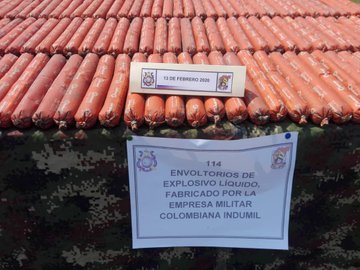 13 DE FEBRERO 2020
114
ENVOLTORIOS DE
EXPLOSIVO LÍQUIDO,
FABRICADO POR LA
EMPRESA MILITAR
COLOMBIANA INDUMIL